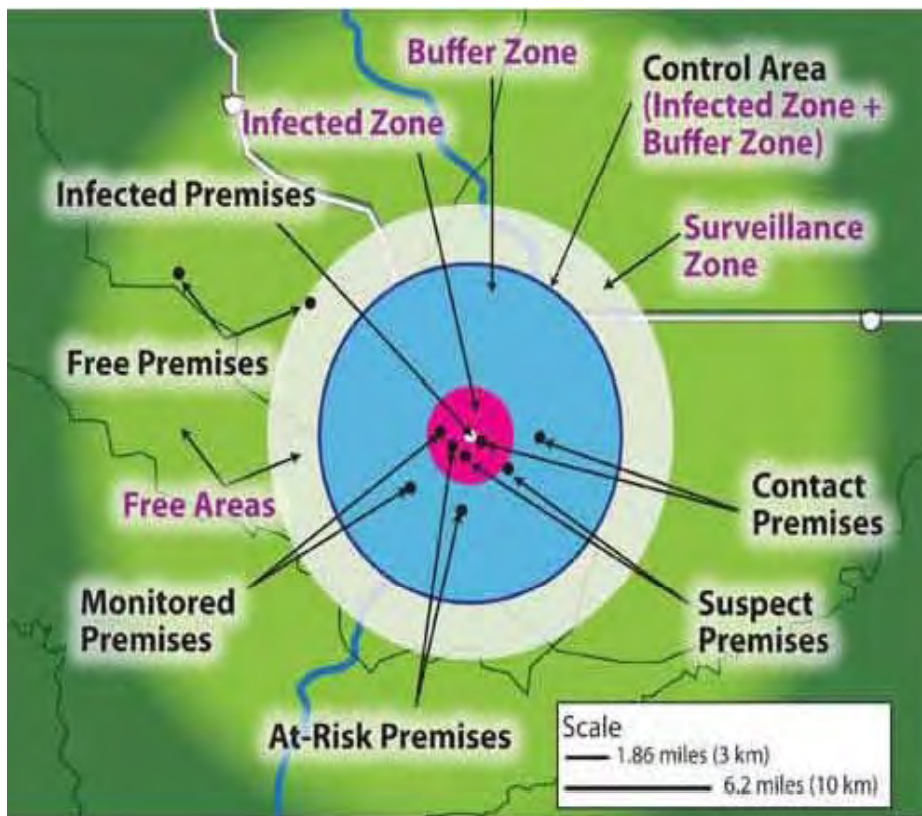 Buffer Zone
Control Area
(Infected Zone +
Buffer Zone)
Infected Zone
Infected Premises
Surveillance
Zone
Free Premises
Free Areas
Contact
Premises
Monitored
Premises
Suspect
Premises
At-Risk Premises
Scale
1.86 miles (3 km)
6.2 miles (10 km)